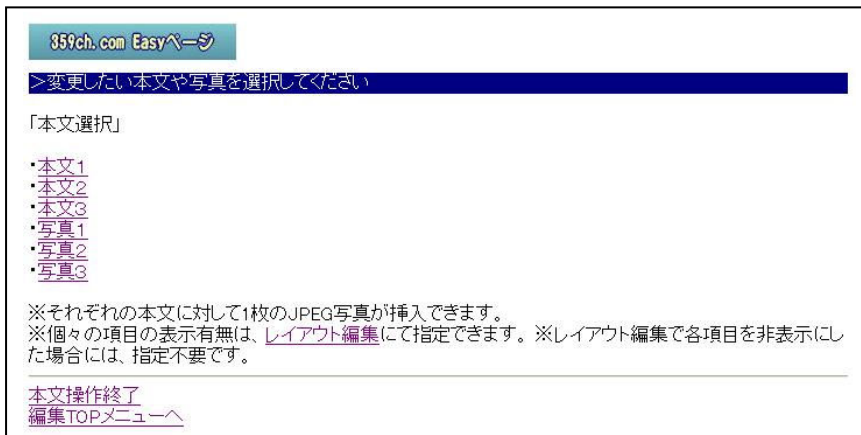 359ch.com Easyページ
＞変更したい本文や写真を選択してください
「本文選択」
・本文1
・本文2
・本文3
・写真1
・写真2
・写真3
※それぞれの本文に対して1枚のJPEG写真が挿入できます。
※個々の項目の表示有無は、レイアウト編集にて指定できます。※レイアウト編集で各項目を非表示にし
た場合には、指定不要です。
本文操作終了
編集TOPメニューへ